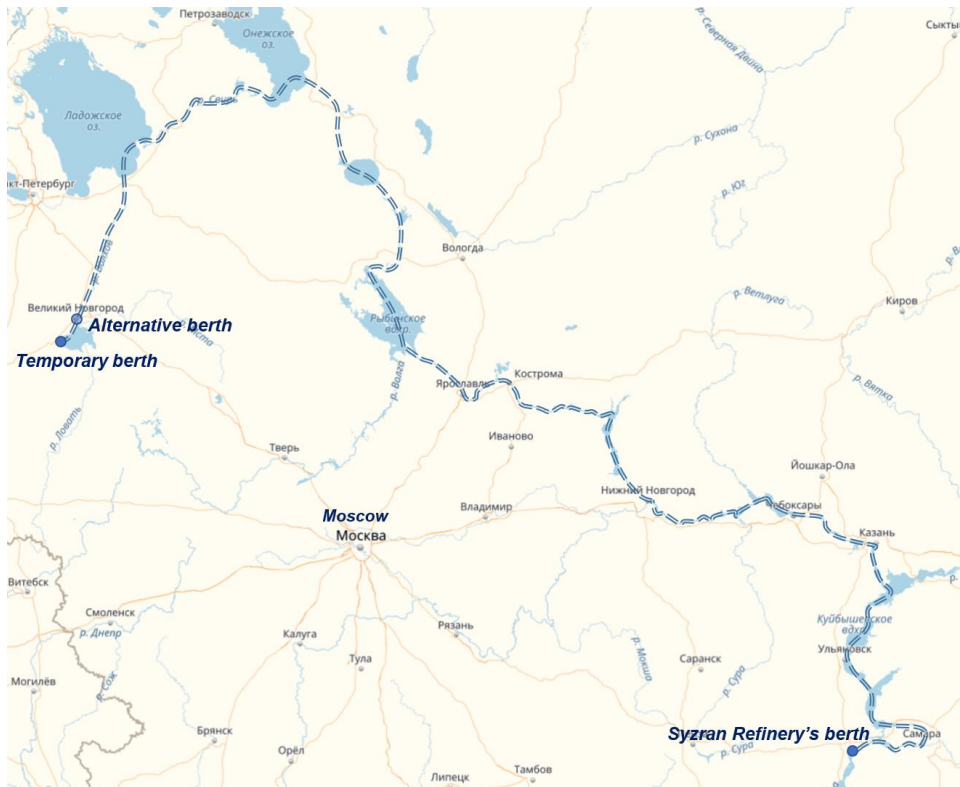 Петрозаводск
Онежское
оз.
р. Северная Двина
Сыкты
Ладожское
оз.
р. Свирь
р. Сухона
нкт-Петербург
р. Юг
р. Волхов
Вологда
р. Ветлуга
Киров
Великий Новгород
Alternative berth
Рыбинское
вдхр.
Temporary berth
Ярославль
Кострома
р. Волга
р. Вятка
р. Ловать
Иваново
Тверь
Йошкар-Ола
Нижний Новгород
Владимир
Чебоксары
Moscow
Москва
Казань
Витебск
Смоленск
р. Днепр
Рязань
Калуга
Куйбышевское
вдхр.
Тула
р. Мокша
Саранск
Ульяновск
р. Сура
Могилёв
р. Сож
Брянск
Syzran Refinery's berth
Самара
р. Сура
Орёл
Липецк
Тамбов